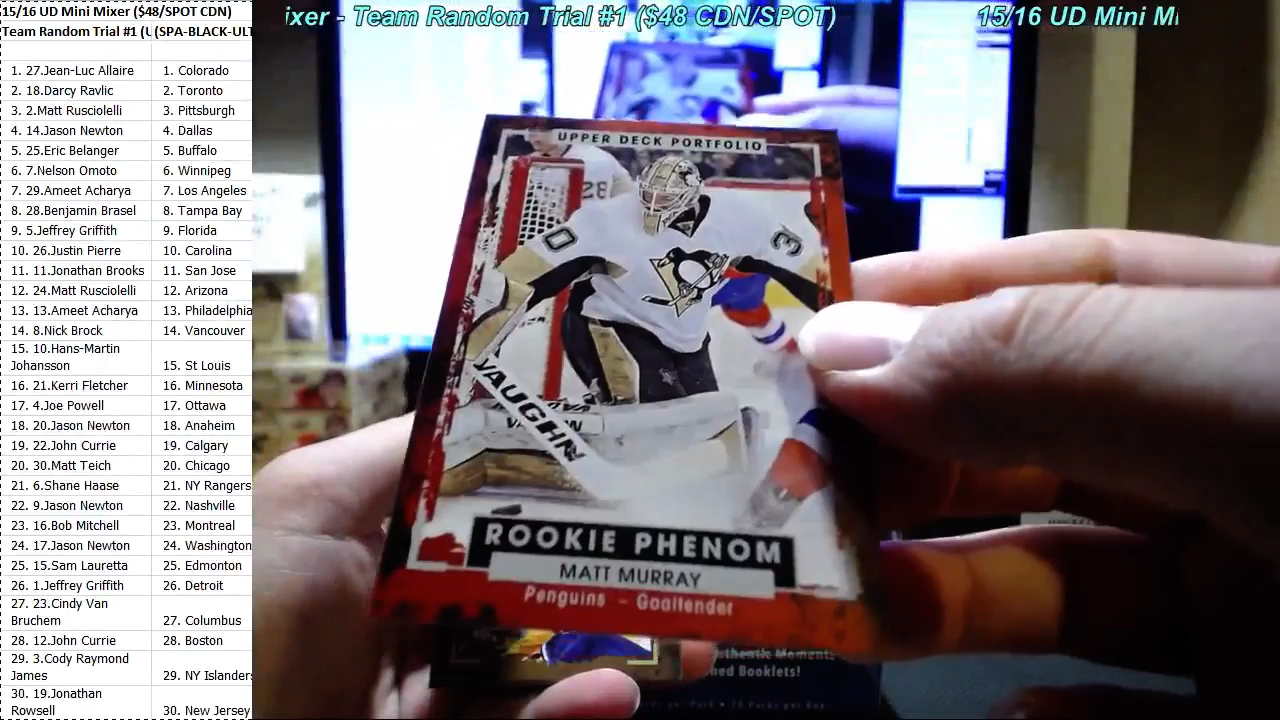 15/16 UD Mini Mixer ($48/SPOT CDN)
Team Random Trial #1 (U (SPA-BLACK-ULT
1. 27.Jean-Luc Allaire 1. Colorado
2. 18.Darcy Ravlic 2. Toronto
3. 2.Matt Rusciolelli 3. Pittsburgh
4. 14.Jason Newton 4. Dallas
5. 25.Eric Belanger 5. Buffalo
6. 7.Nelson Omoto 6. Winnipeg
7. 29.Ameet Acharya 7. Los Angeles
8. 28.Benjamin Brasel 8. Tampa Bay
9. 5.Jeffrey Griffith 9. Florida
10. 26.Justin Pierre 10. Carolina
11. 11.Jonathan Brooks 11. San Jose
12. 24.Matt Rusciolelli 12. Arizona
13. 13.Ameet Acharya 13. Philadelphia
14. 8.Nick Brock 14. Vancouver
15. 10.Hans-Martin
Johansson 15. St Louis
16. 21.Kerri Fletcher 16. Minnesota
17. 4.Joe Powell 17. Ottawa
18. 20.Jason Newton 18. Anaheim
19. 22.John Currie 19. Calgary
20. 30.Matt Teich 20. Chicago
21. 6.Shane Haase 21. NY Rangers
22. 9.Jason Newton 22. Nashville
23. 16.Bob Mitchell 23. Montreal
24. 17.Jason Newton 24. Washington
25. 15.Sam Lauretta 25. Edmonton
26. 1.Jeffrey Griffith 26. Detroit
27. 23.Cindy Van
Bruchem 27. Columbus
28. 12.John Currie 28. Boston
29. 3.Cody Raymond
James 29. NY Islanders
30. 19.Jonathan
Rowsell 30. New Jersey
ixer - Team Random Trial #1 ($48 CDN/SPOT) 15/16 UD Mini Mi
UPPER DECK PORTFOLIO
28
30
VAUGHN
ROOKIE PHENOM
MATT MURRAY
Penguins - Goaltender
Authentic Moments
ned Booklets!